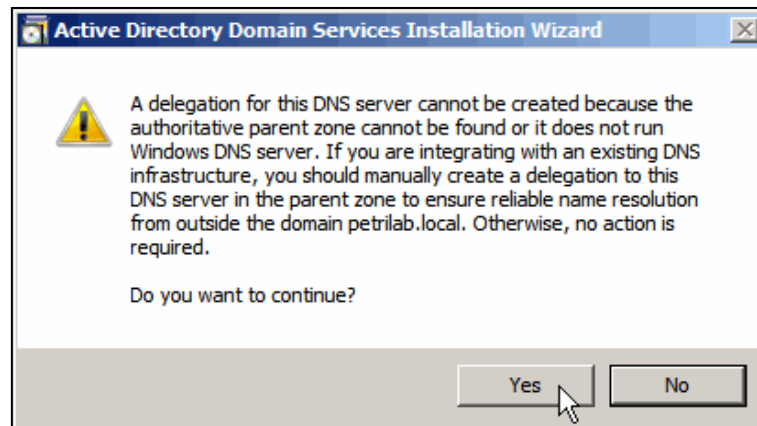 Active Directory Domain Services Installation Wizard
A delegation for this DNS server cannot be created because the
authoritative parent zone cannot be found or it does not run
Windows DNS server. If you are integrating with an existing DNS
infrastructure, you should manually create a delegation to this
DNS server in the parent zone to ensure reliable name resolution
from outside the domain petrilab.local. Otherwise, no action is
required.
Do you want to continue?
Yes No